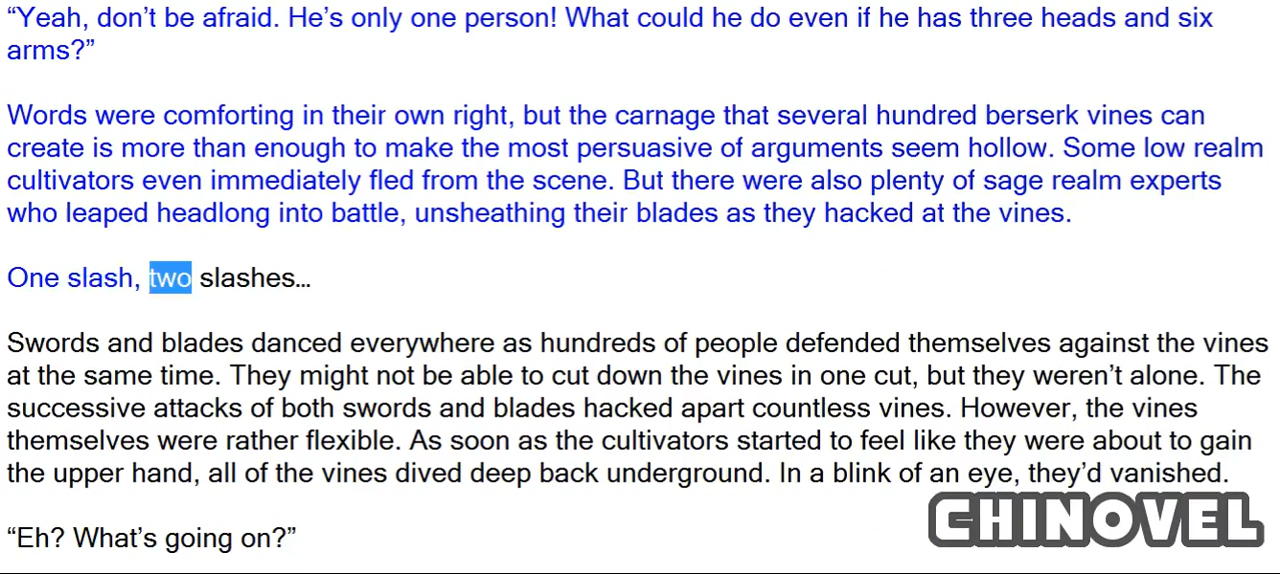 “Yeah, don’t be afraid. He’s only one person! What could he do even if he has three heads and six
arms?”
Words were comforting in their own right, but the carnage that several hundred berserk vines can
create is more than enough to make the most persuasive of arguments seem hollow. Some low realm
cultivators even immediately fled from the scene. But there were also plenty of sage realm experts
who leaped headlong into battle, unsheathing their blades as they hacked at the vines.
One slash, two slashes...
Swords and blades danced everywhere as hundreds of people defended themselves against the vines
at the same time. They might not be able to cut down the vines in one cut, but they weren’t alone. The
successive attacks of both swords and blades hacked apart countless vines. However, the vines
themselves were rather flexible. As soon as the cultivators started to feel like they were about to gain
the upper hand, all of the vines dived deep back underground. In a blink of an eye, they’d vanished.
“Eh? What’s going on?”
CHINOVEL